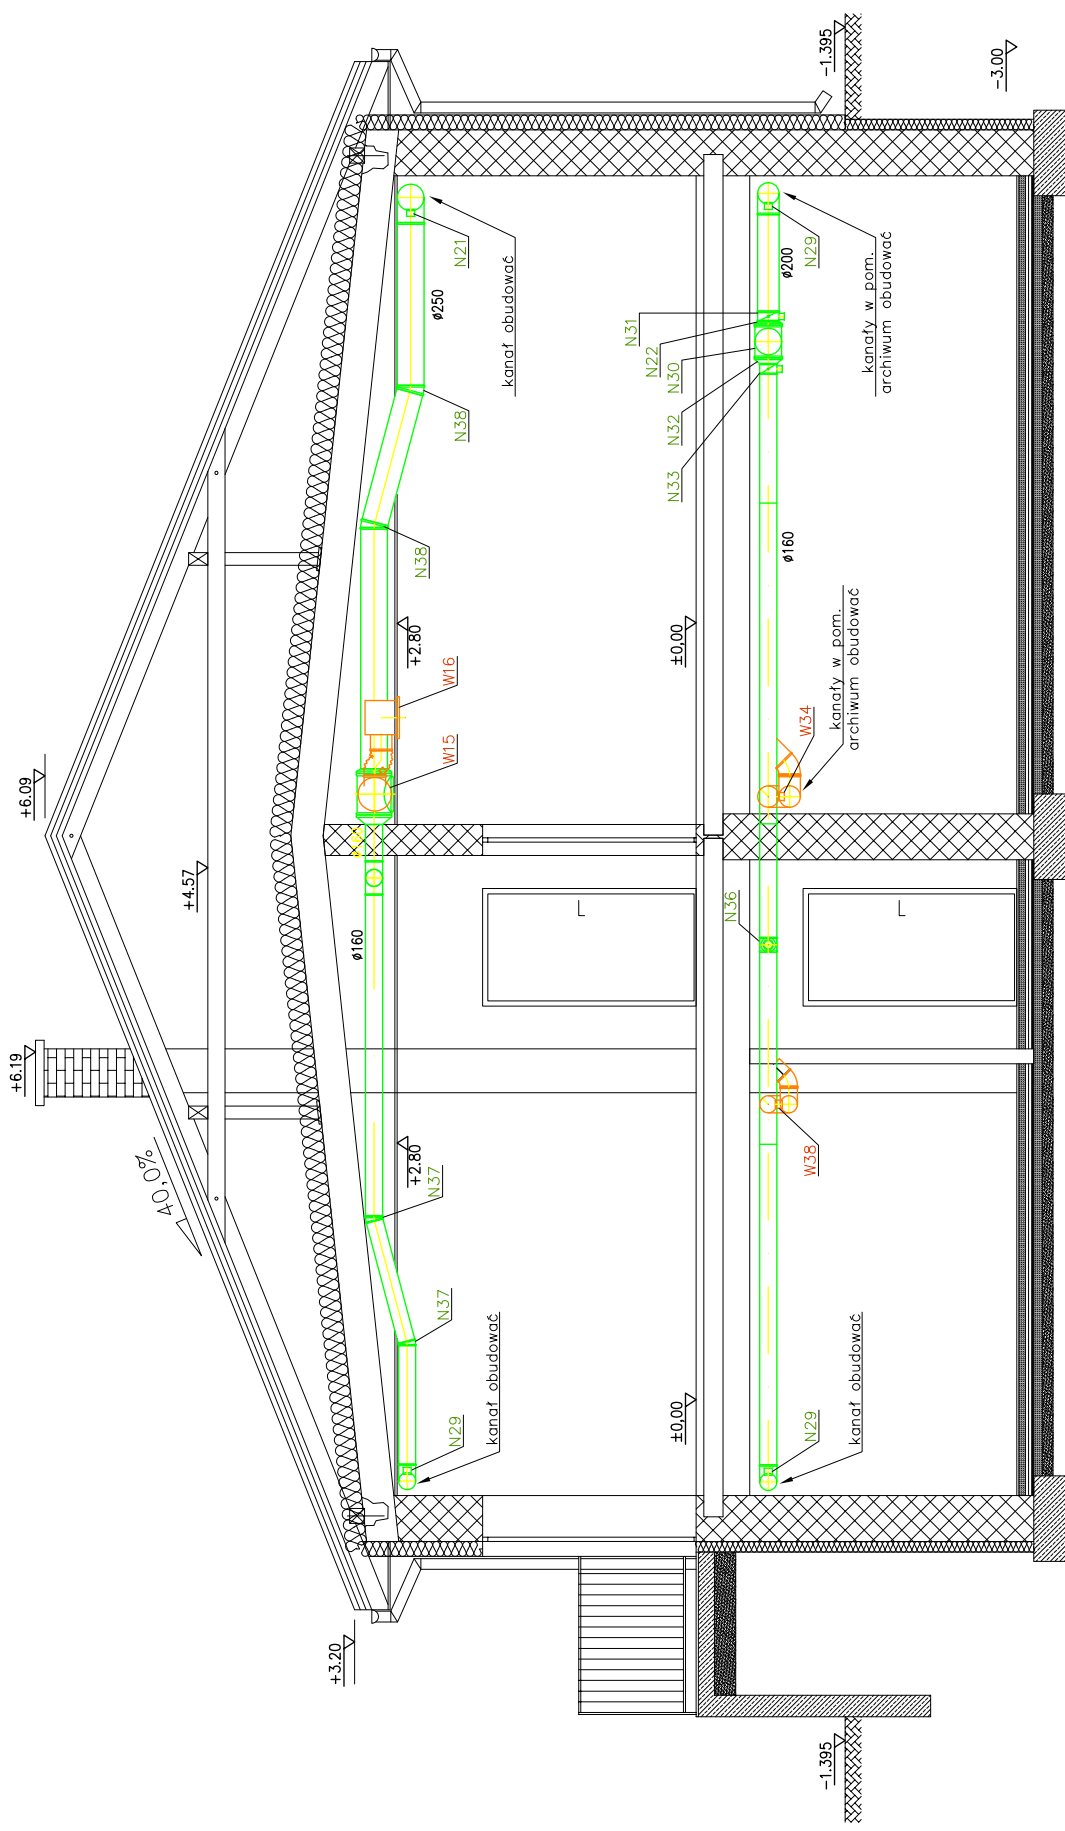 +6.19
+6.09
40,0%
+4.57
+3.20
-1.395
-3.00
N21
ø250
kanał obudować
N38
N38
+2.80
W16
W15
ø160
ø160
+2.80
N37
N37
N29
kanał obudować
±0,00
±0,00
N29
ø200
kanały w pom.
archiwum obudować
N31
N22
N30
N32
N33
ø160
kanały w pom.
archiwum obudować
W34
N36
W38
N29
kanał obudować
-1.395